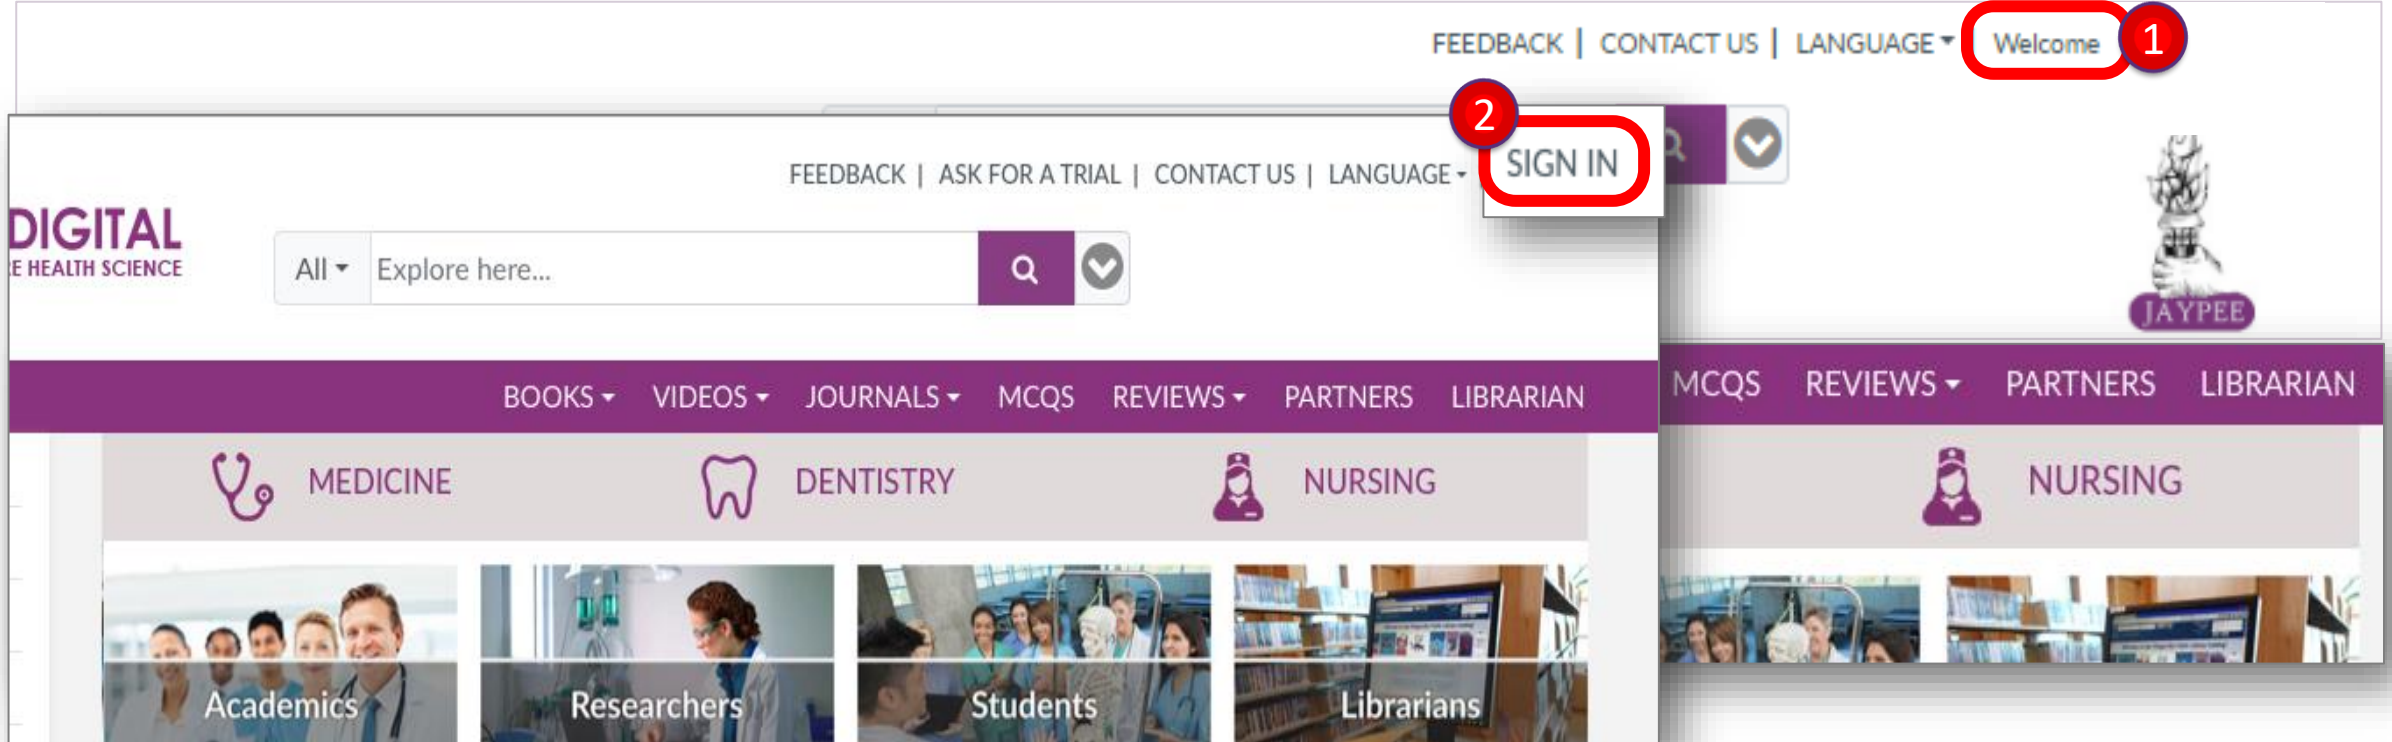 FEEDBACK | CONTACT US | LANGUAGE Welcome 1
2
FEEDBACK | ASK FOR A TRIAL | CONTACT US | LANGUAGE SIGN IN
DIGITAL
E HEALTH SCIENCE
All Explore here...
JAYPEE
BOOKS VIDEOS JOURNALS MCQS REVIEWS PARTNERS LIBRARIAN
MCQS REVIEWS PARTNERS LIBRARIAN
MEDICINE DENTISTRY NURSING
NURSING
Academics Researchers Students Librarians